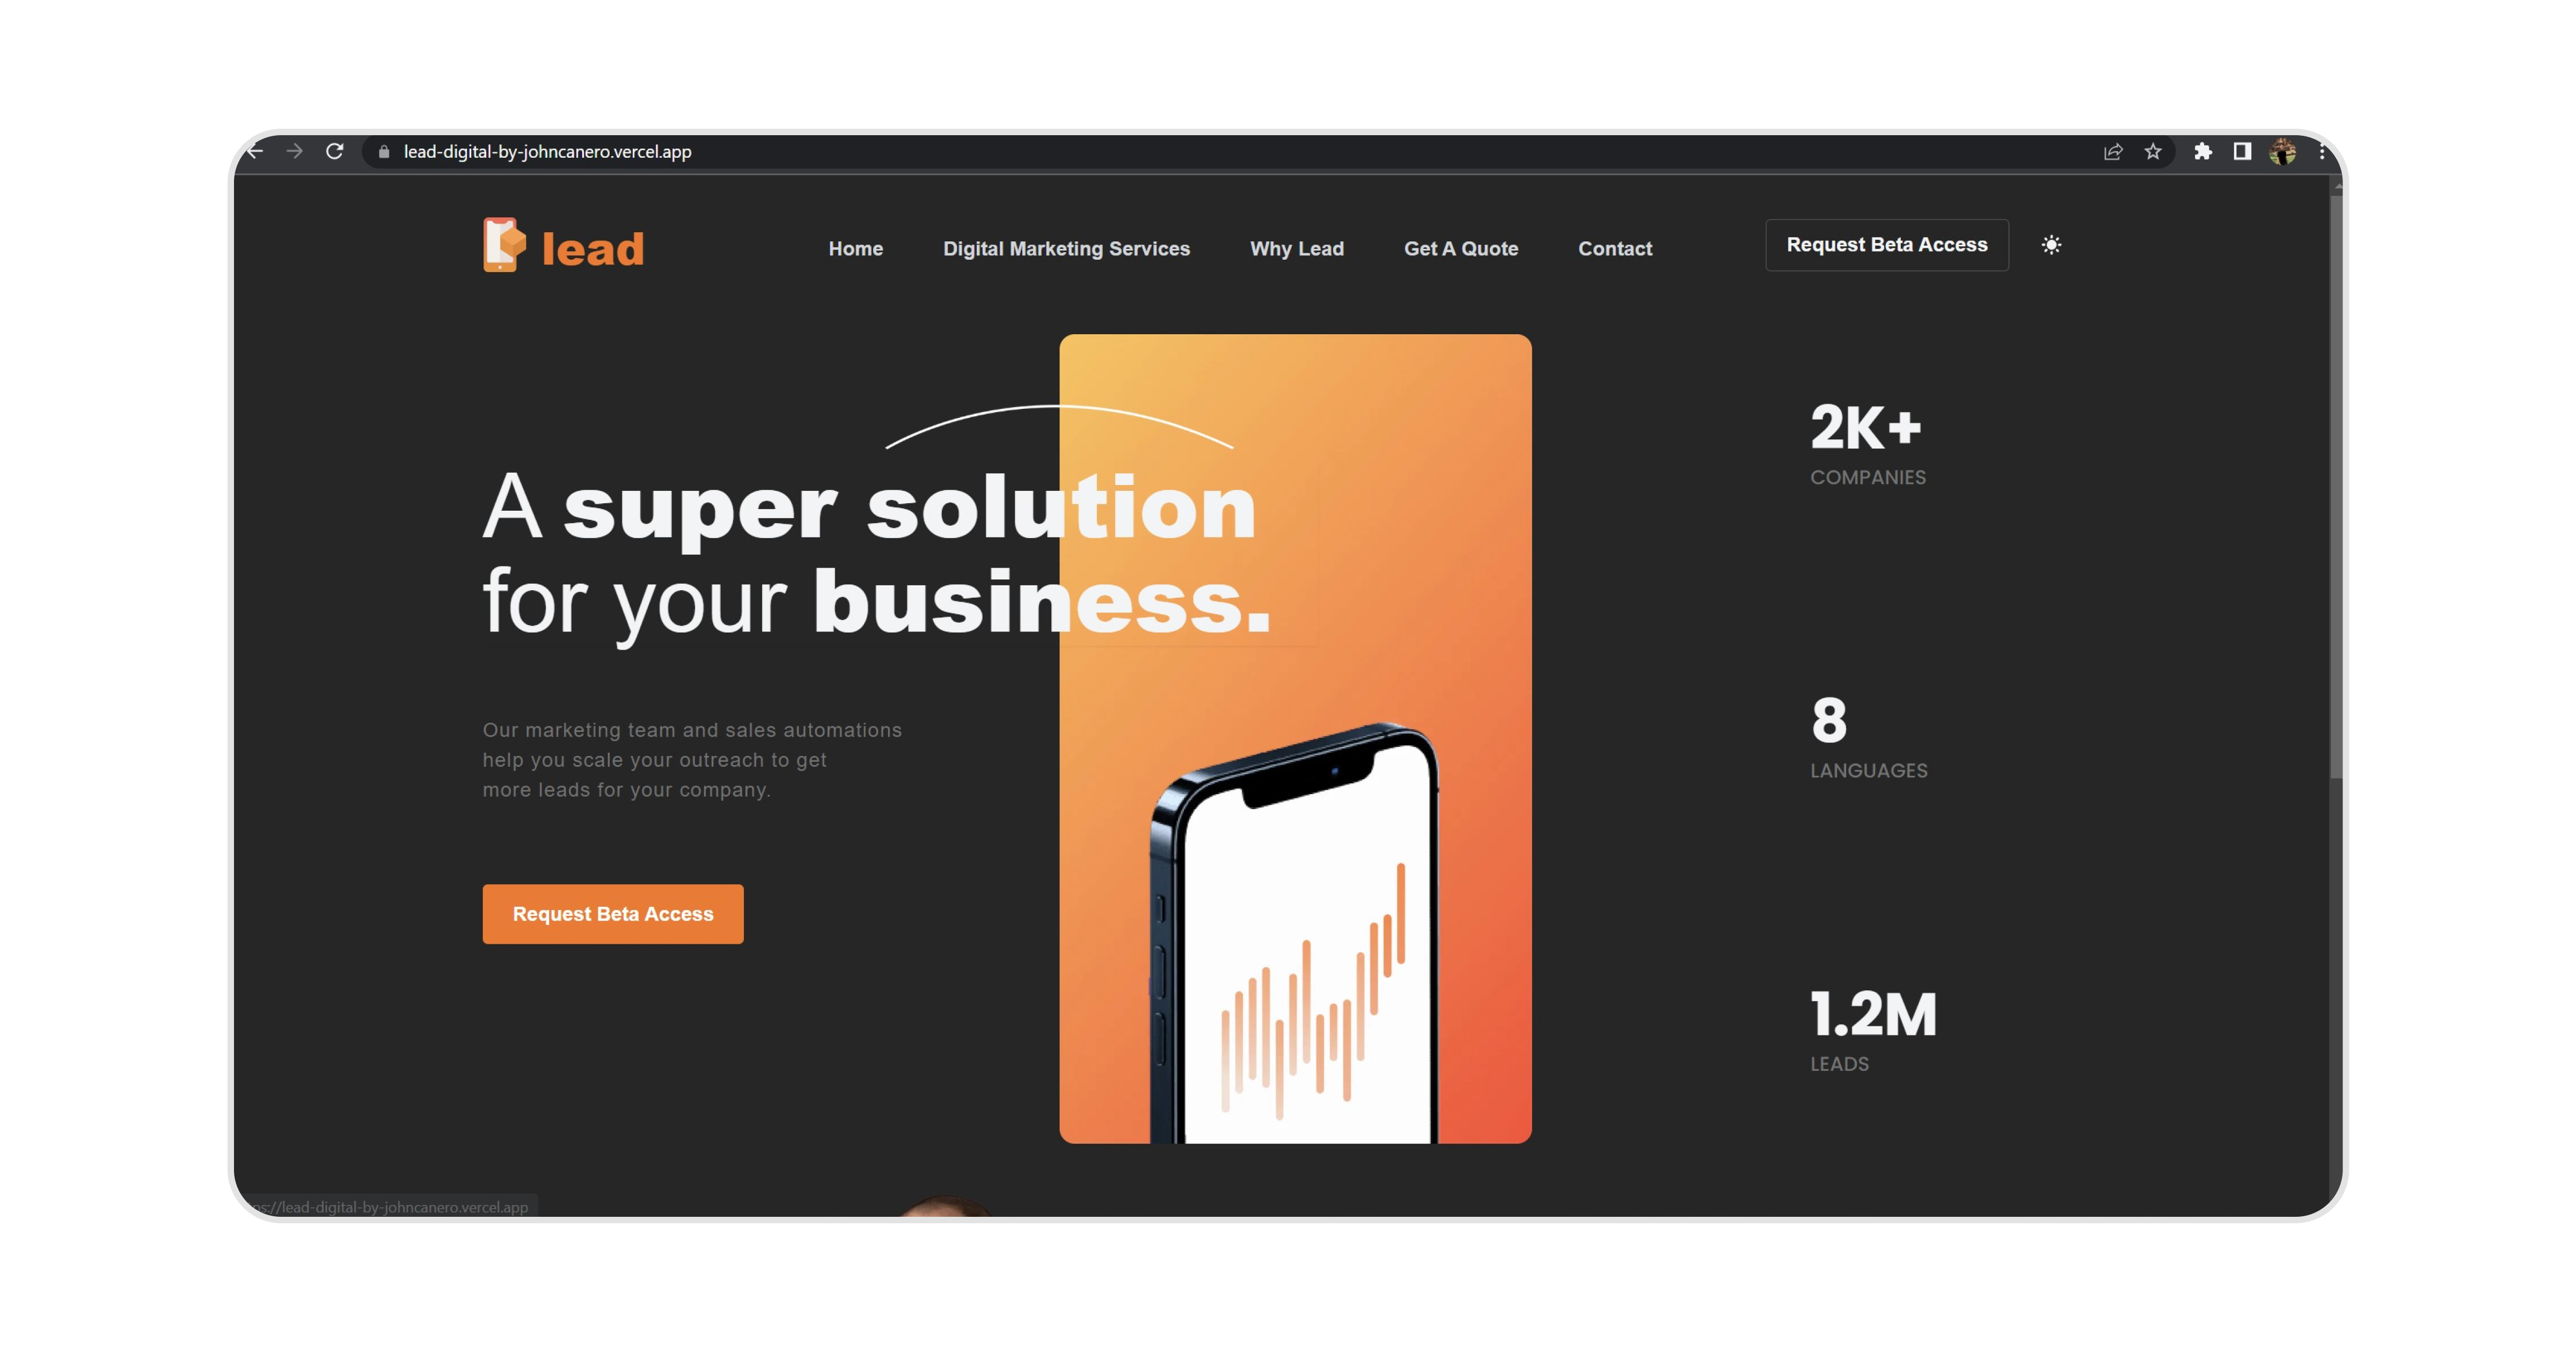 lead-digital-by-johncanero.vercel.app
lead
Home
Digital Marketing Services
Why Lead
Get A Quote
Contact
Request Beta Access
A super solution
for your business.
Our marketing team and sales automations
help you scale your outreach to get
more leads for your company.
Request Beta Access
2K+
COMPANIES
8
LANGUAGES
1.2M
LEADS
ps://lead-digital-by-johncanero.vercel.app